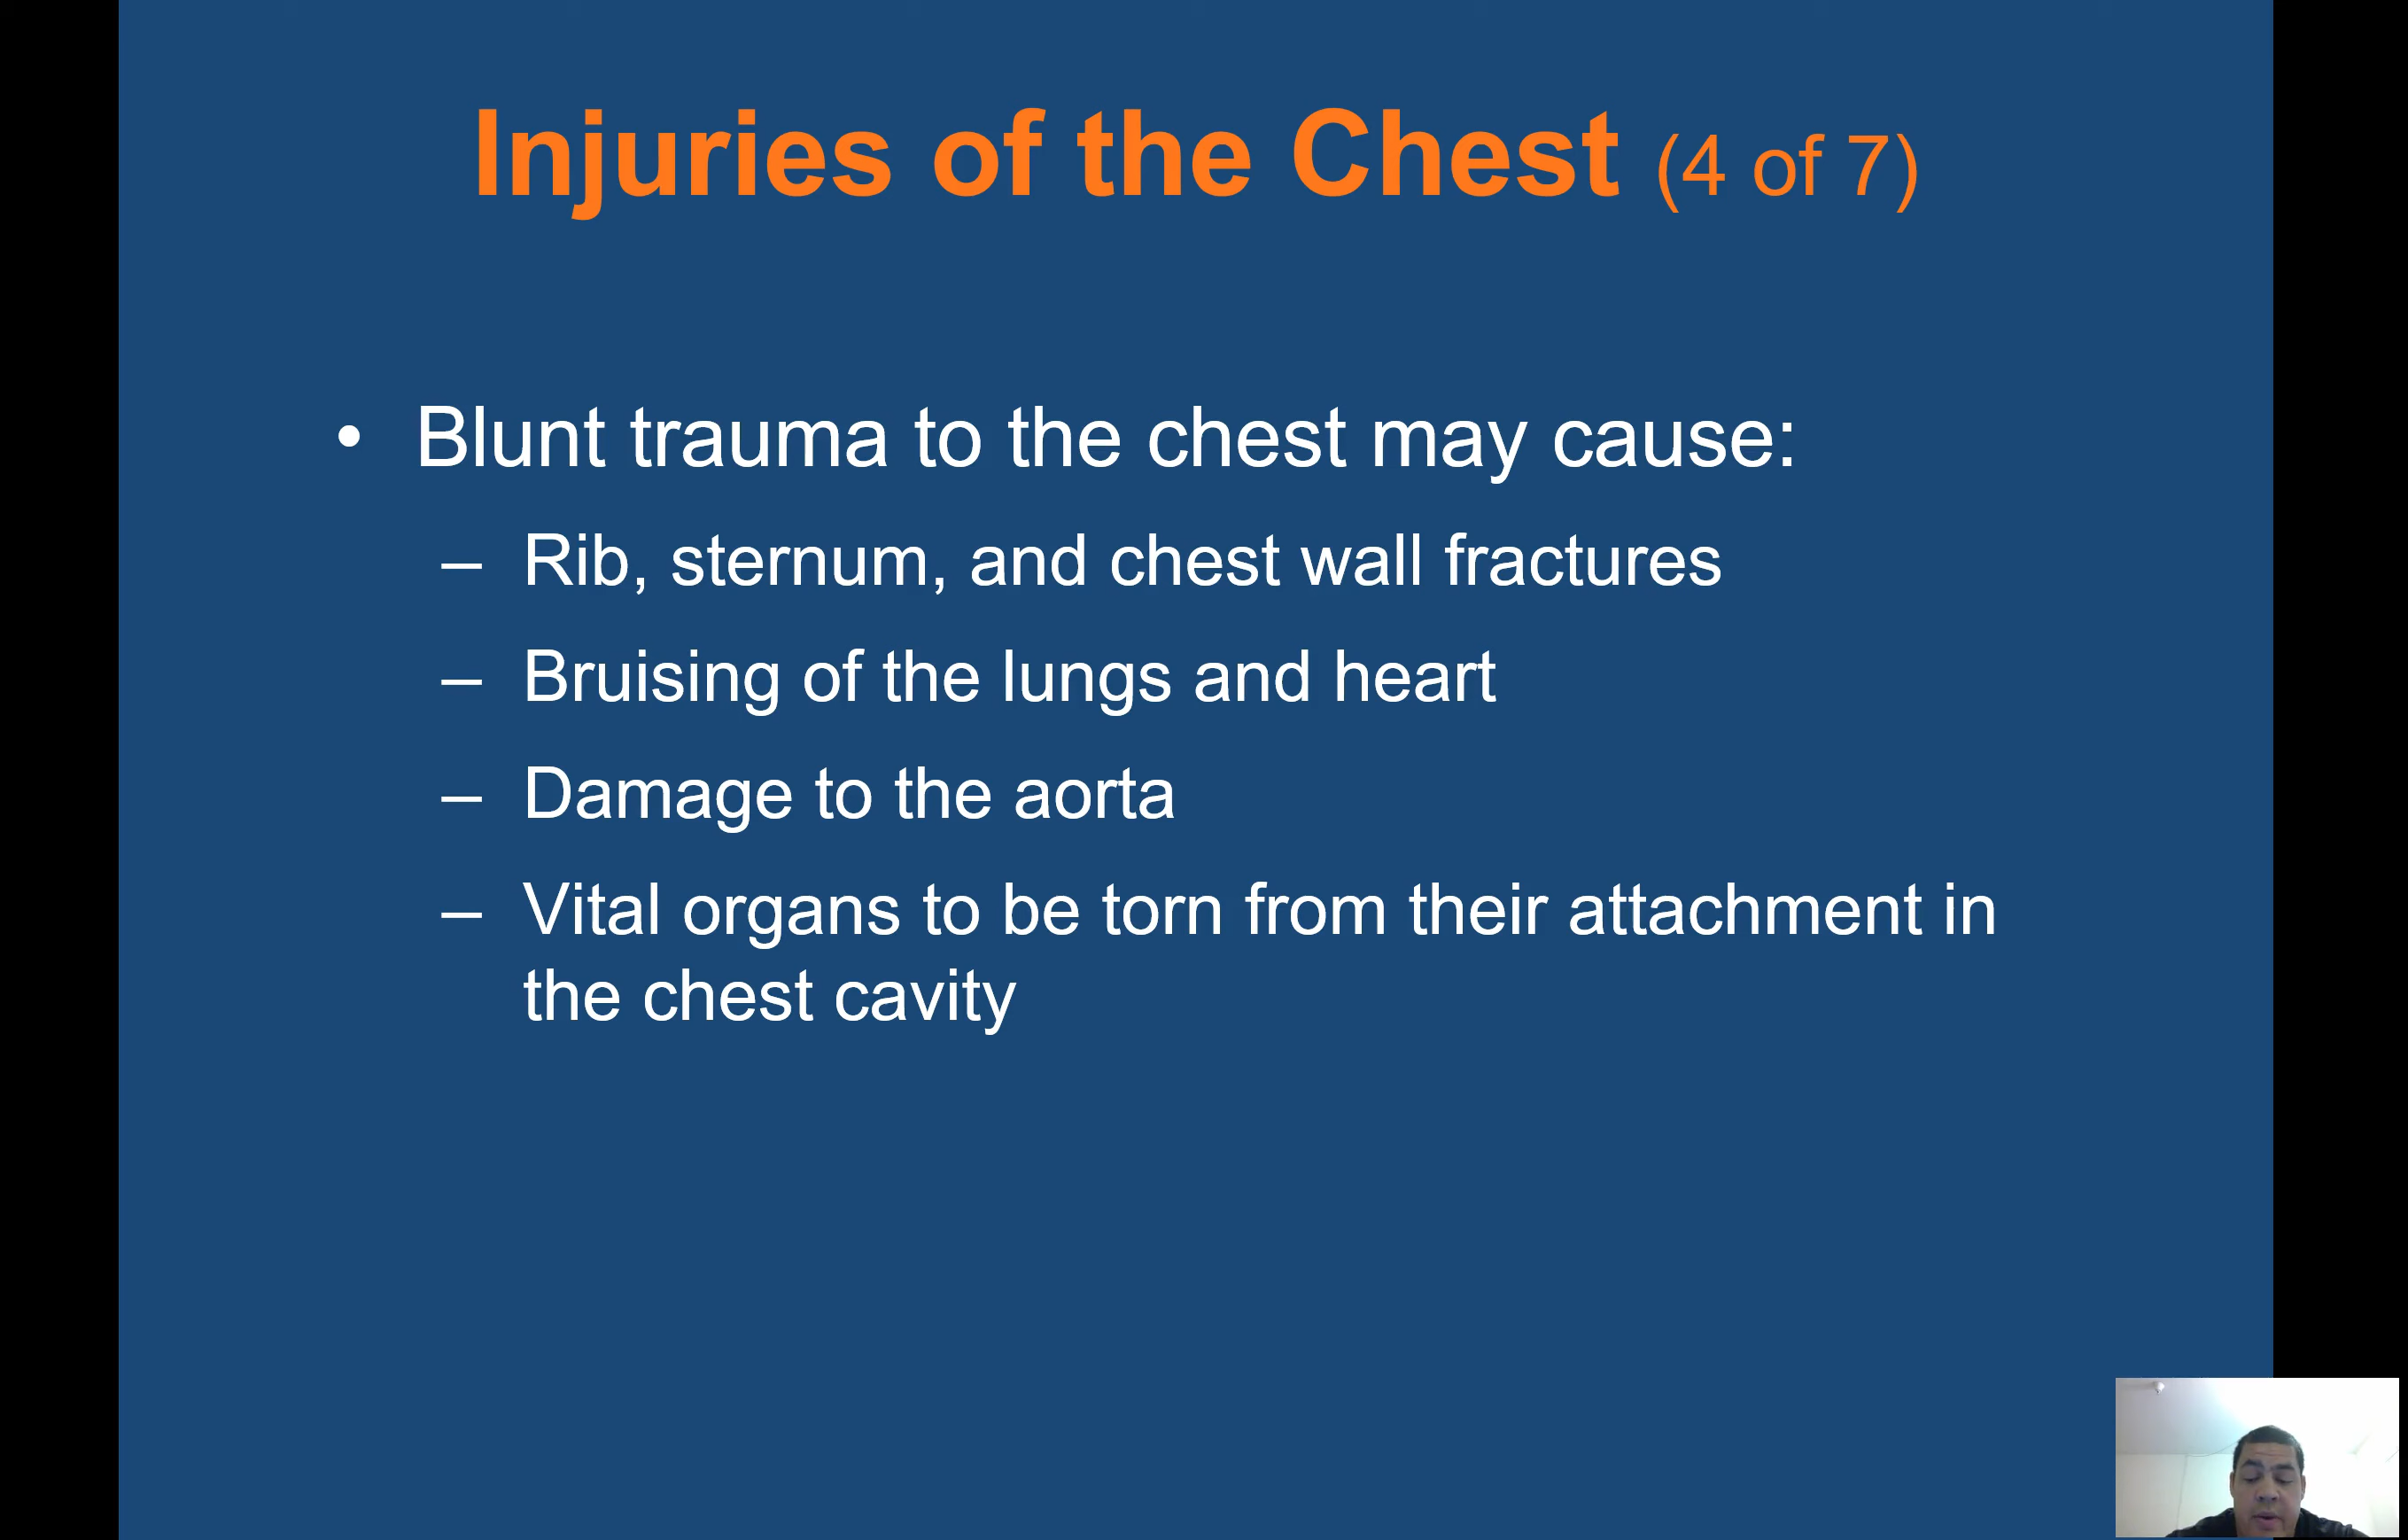 Injuries of the Chest (4 of 7)
• Blunt trauma to the chest may cause:
– Rib, sternum, and chest wall fractures
– Bruising of the lungs and heart
– Damage to the aorta
– Vital organs to be torn from their attachment in
the chest cavity